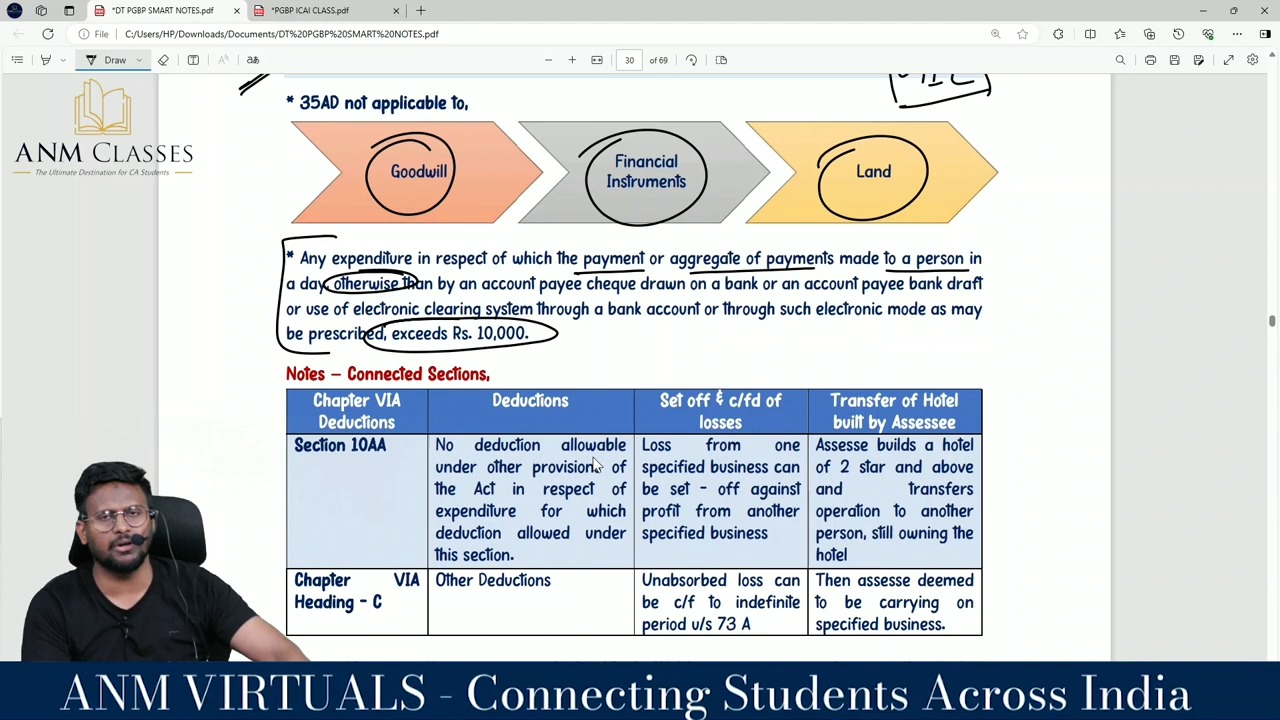 *DT PGBP SMART NOTES.pdf
*PGBP ICAI CLASS.pdf
File
C:/Users/HP/Downloads/Documents/DT%20PGBP%20SMART%20NOTES.pdf
Draw
30 of 69
ANM CLASSES
The Ultimate Destination for CA Students
* 35AD not applicable to,
Goodwill
Financial
Instruments
Land
* Any expenditure in respect of which the payment or aggregate of payments made to a person in
a day, otherwise than by an account payee cheque drawn on a bank or an account payee bank draft
or use of electronic clearing system through a bank account or through such electronic mode as may
be prescribed, exceeds Rs. 10,000.
Notes – Connected Sections,
Chapter VIA
Deductions
Deductions
Set off & c/fd of
losses
Transfer of Hotel
built by Assessee
Section 10AA
No deduction allowable
under other provisions of
the Act in respect of
expenditure for which
deduction allowed under
this section.
Loss from one
specified business can
be set - off against
profit from another
specified business
Assesse builds a hotel
of 2 star and above
and transfers
operation to another
person, still owning the
hotel
Chapter VIA
Heading - C
Other Deductions
Unabsorbed loss can
be c/f to indefinite
period u/s 73 A
Then assesse deemed
to be carrying on
specified business.
ANM VIRTUALS - Connecting Students Across India